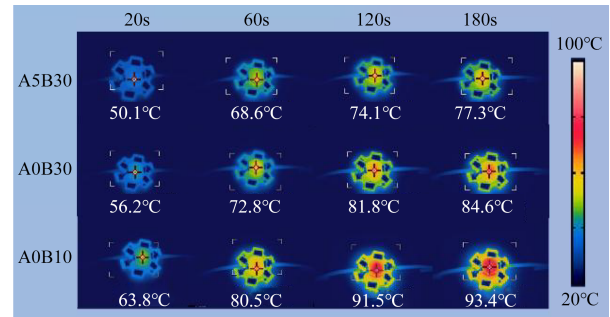 20s 60s 120s 180s
100℃
A5B30
50.1℃ 68.6℃ 74.1℃ 77.3℃
A0B30
56.2℃ 72.8℃ 81.8℃ 84.6℃
A0B10
63.8℃ 80.5℃ 91.5℃ 93.4℃
20℃